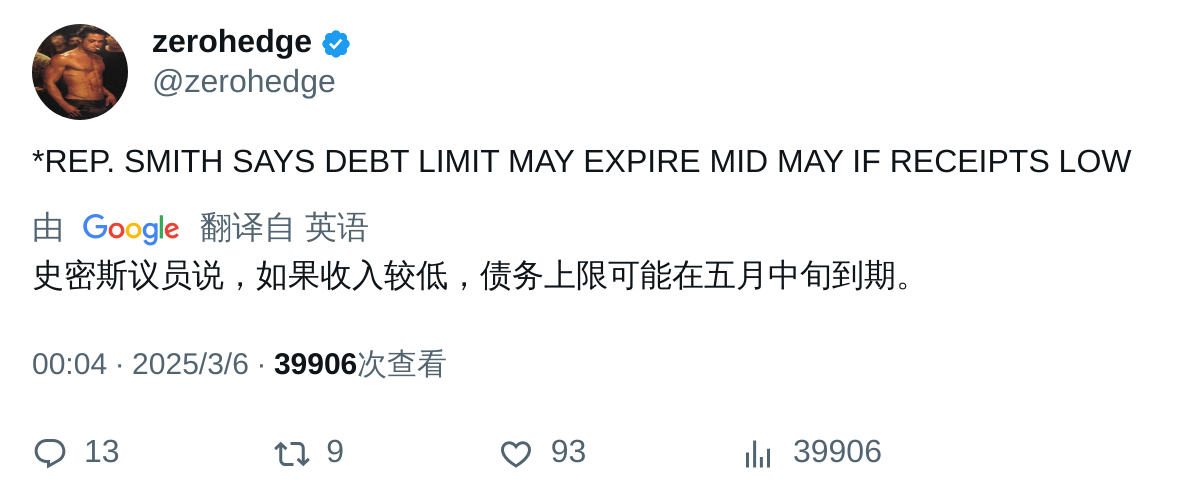 zerohedge
@zerohedge
*REP. SMITH SAYS DEBT LIMIT MAY EXPIRE MID MAY IF RECEIPTS LOW
由 Google 翻译自 英语
史密斯议员说，如果收入较低，债务上限可能在五月中旬到期。
00:04 · 2025/3/6 · 39906次查看
13 9 93 39906